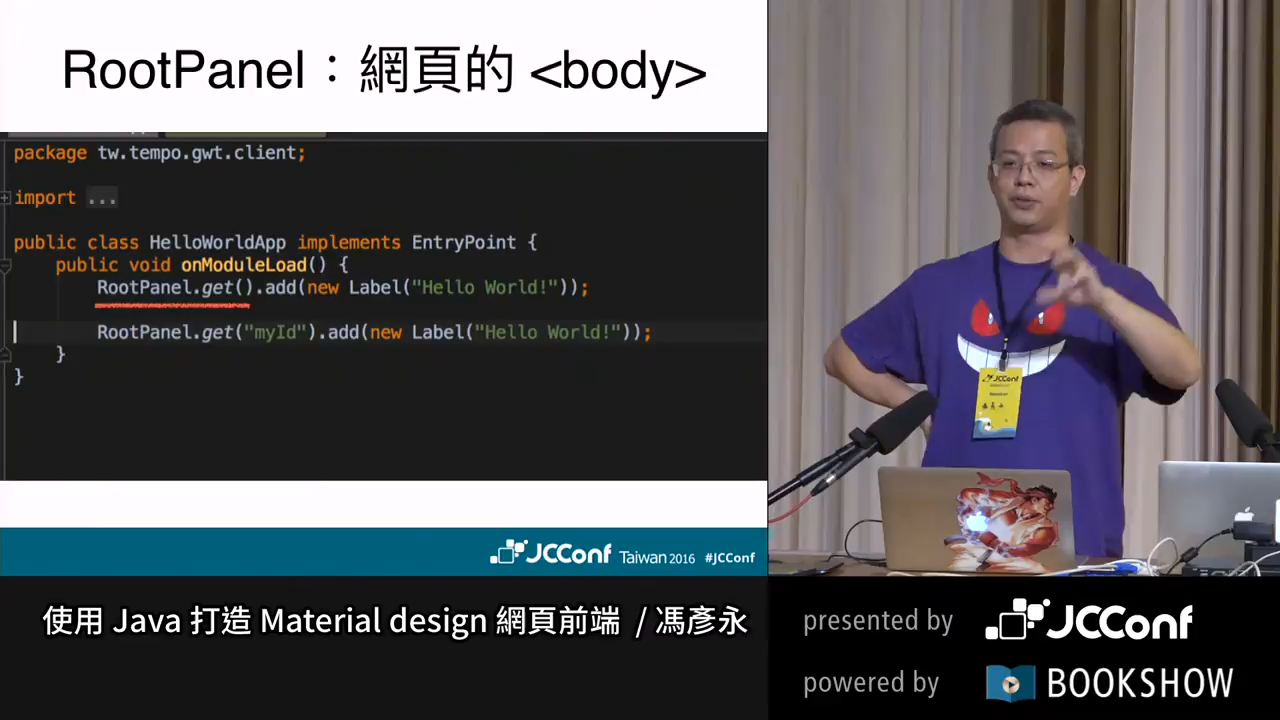 RootPanel：網頁的 <body>
package tw.tempo.gwt.client;
import ...
public class HelloWorldApp implements EntryPoint {
public void onModuleLoad() {
RootPanel.get().add(new Label("Hello World!"));
RootPanel.get("myId").add(new Label("Hello World!"));
}
}
JCConf Taiwan 2016 #JCConf
使用 Java 打造 Material design 網頁前端 / 馮彥永
JCConf
presented by JCConf
powered by BOOKSHOW